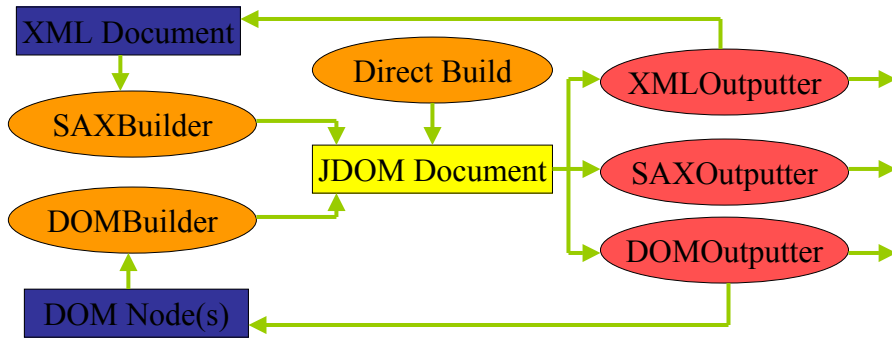 XML Document
Direct Build
XMLOutputter
SAXBuilder
JDOM Document
SAXOutputter
DOMBuilder
DOMOutputter
DOM Node(s)